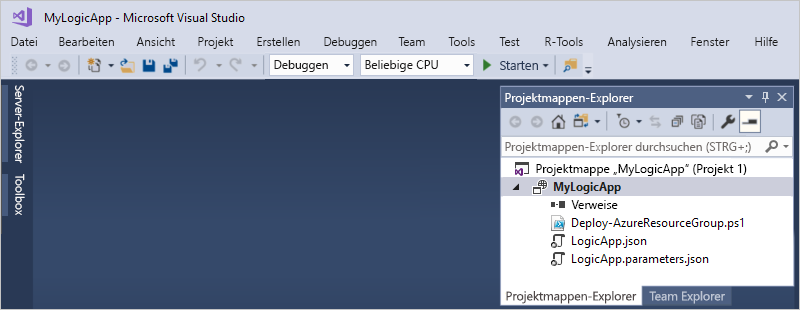 MyLogicApp - Microsoft Visual Studio
Datei Bearbeiten Ansicht Projekt Erstellen Debuggen Team Tools Test R-Tools Analysieren Fenster Hilfe
Debuggen Beliebige CPU Starten
Server-Explorer
Toolbox
Projektmappen-Explorer
Projektmappen-Explorer durchsuchen (STRG+;)
Projektmappe „MyLogicApp" (Projekt 1)
MyLogicApp
Verweise
Deploy-AzureResourceGroup.ps1
LogicApp.json
LogicApp.parameters.json
Projektmappen-Explorer Team Explorer